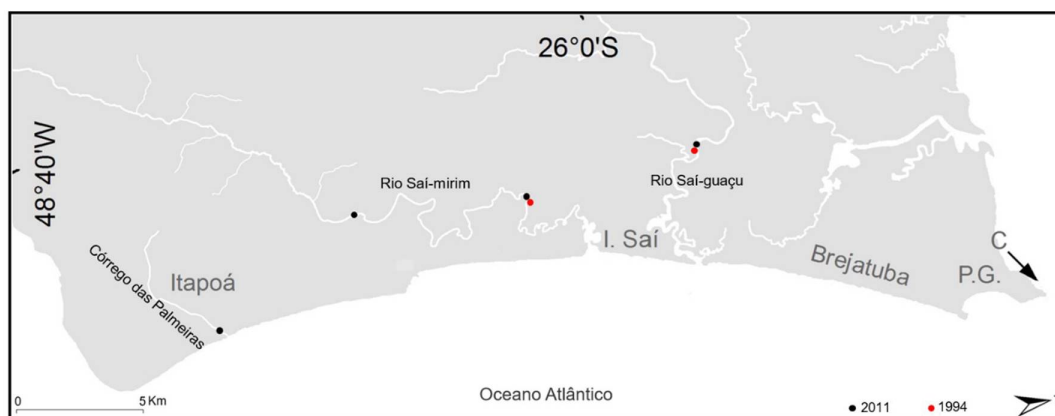 26°0'S
48°40'W
Rio Saí-mirim
Rio Saí-guaçu
I. Saí
C
Brejatuba
P.G.
Itapoá
Córrego das Palmeiras
0 5 Km
Oceano Atlântico
2011
1994